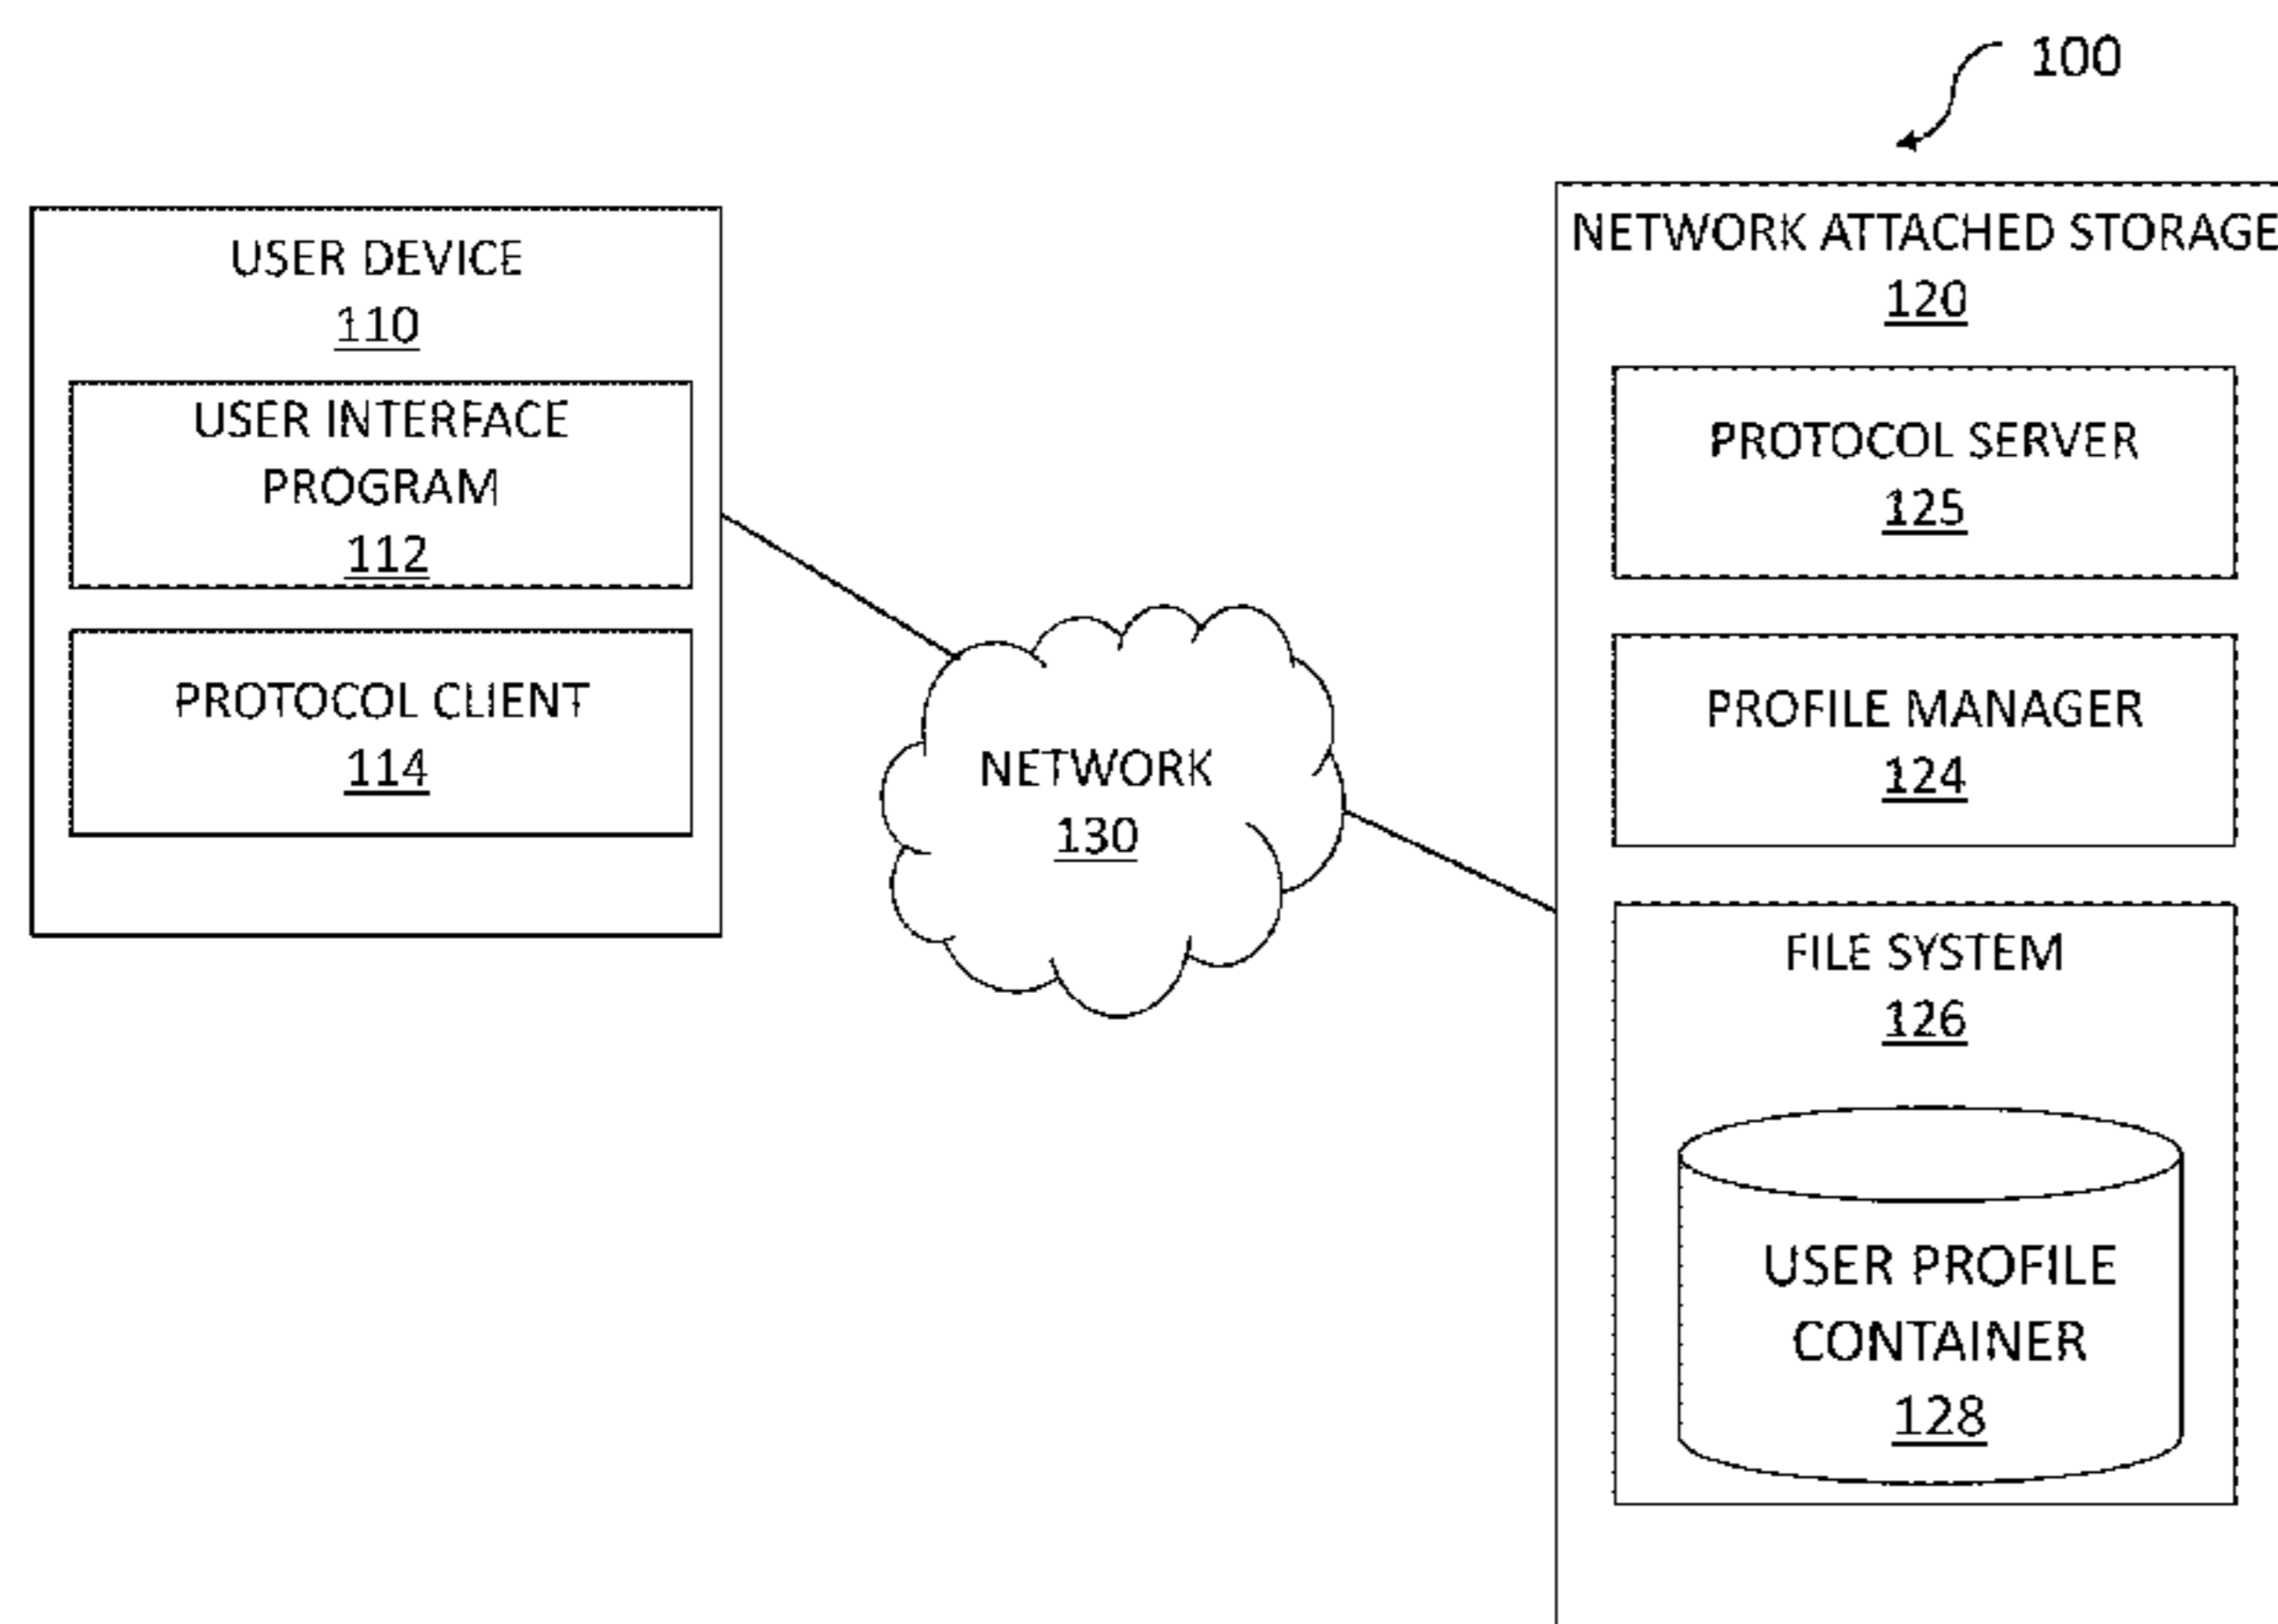 100
USER DEVICE
110
USER INTERFACE
PROGRAM
112
PROTOCOL CLIENT
114
NETWORK
130
NETWORK ATTACHED STORAGE
120
PROTOCOL SERVER
125
PROFILE MANAGER
124
FILE SYSTEM
126
USER PROFILE
CONTAINER
128